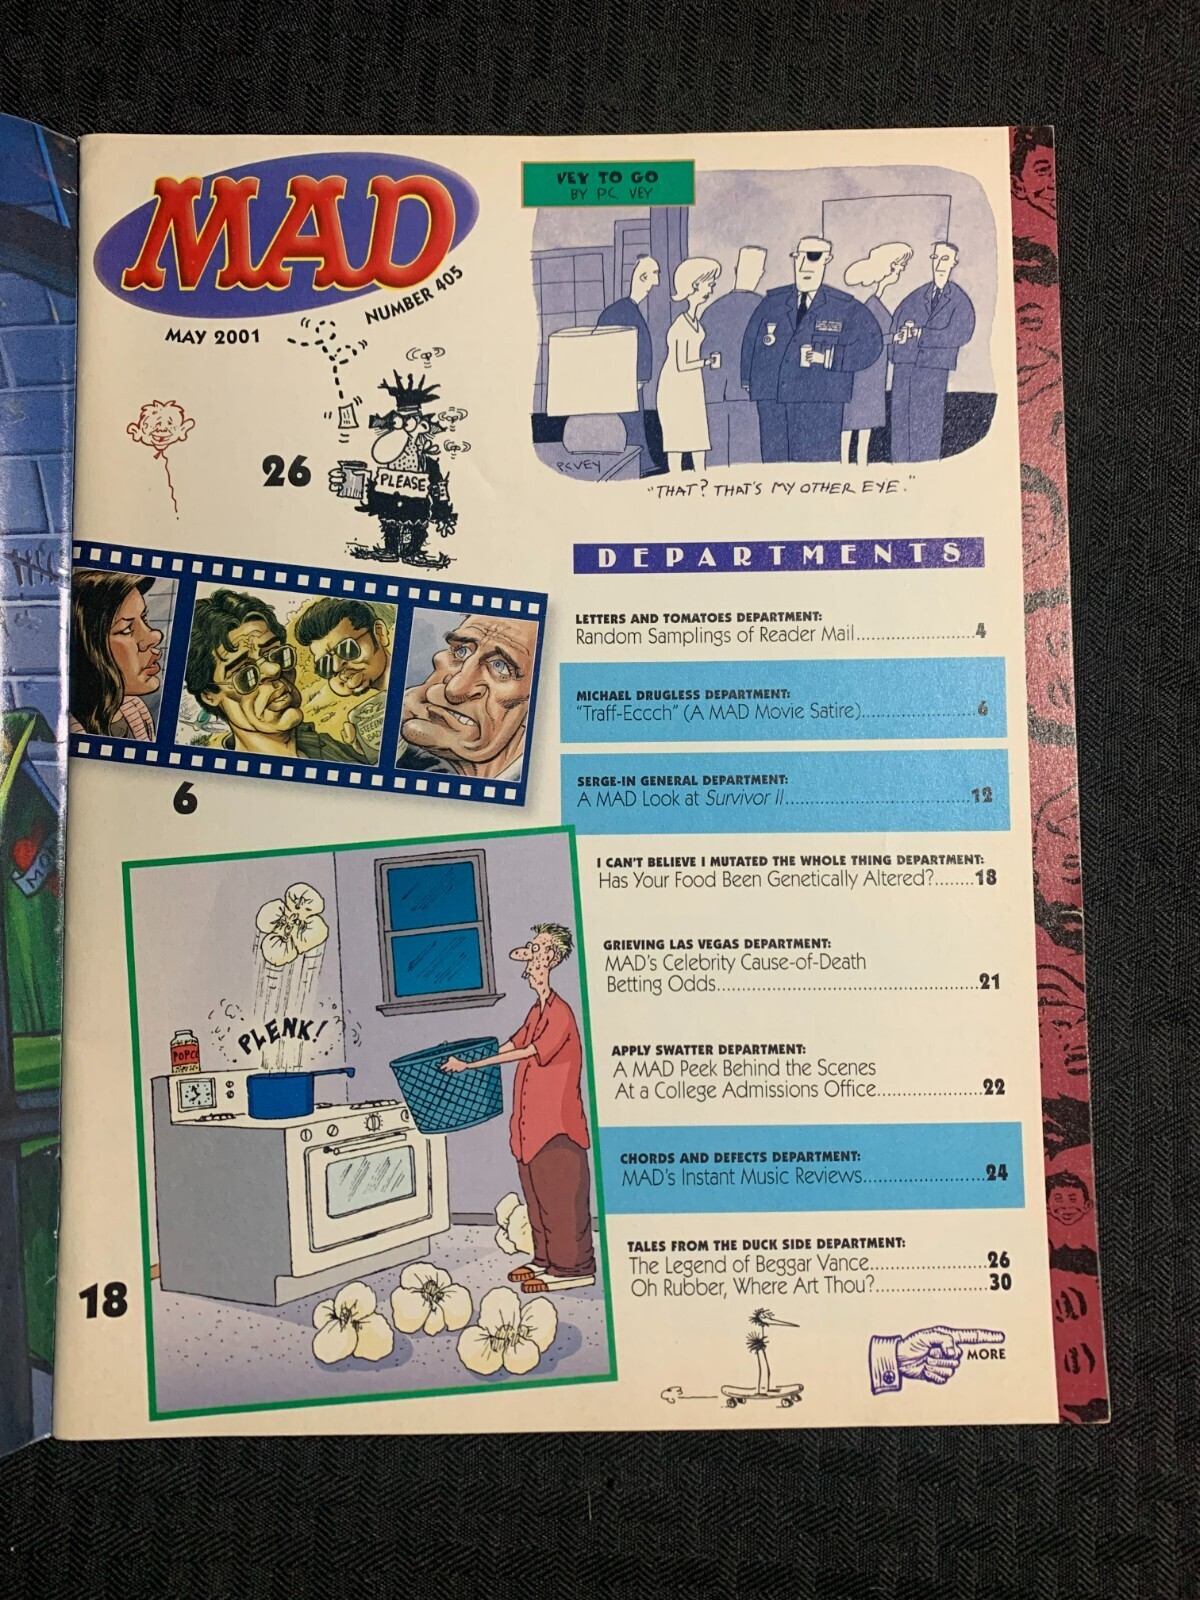 MAD
NUMBER 405
MAY 2001
VEY TO GO
BY PC VEY
PCVEY
"THAT? THAT'S MY OTHER EYE."
26
PLEASE
6
DEPARTMENTS
LETTERS AND TOMATOES DEPARTMENT:
Random Samplings of Reader Mail.......................4
MICHAEL DRUGLESS DEPARTMENT:
"Traff-Eccch" (A MAD Movie Satire).......................6
SERGE-IN GENERAL DEPARTMENT:
A MAD Look at Survivor II.......................12
I CAN'T BELIEVE I MUTATED THE WHOLE THING DEPARTMENT:
Has Your Food Been Genetically Altered?........18
GRIEVING LAS VEGAS DEPARTMENT:
MAD's Celebrity Cause-of-Death
Betting Odds.......................21
APPLY SWATTER DEPARTMENT:
A MAD Peek Behind the Scenes
At a College Admissions Office.......................22
CHORDS AND DEFECTS DEPARTMENT:
MAD's Instant Music Reviews.......................24
TALES FROM THE DUCK SIDE DEPARTMENT:
The Legend of Beggar Vance.......................26
Oh Rubber, Where Art Thou?.......................30
MORE
PLENK!
POPC
18